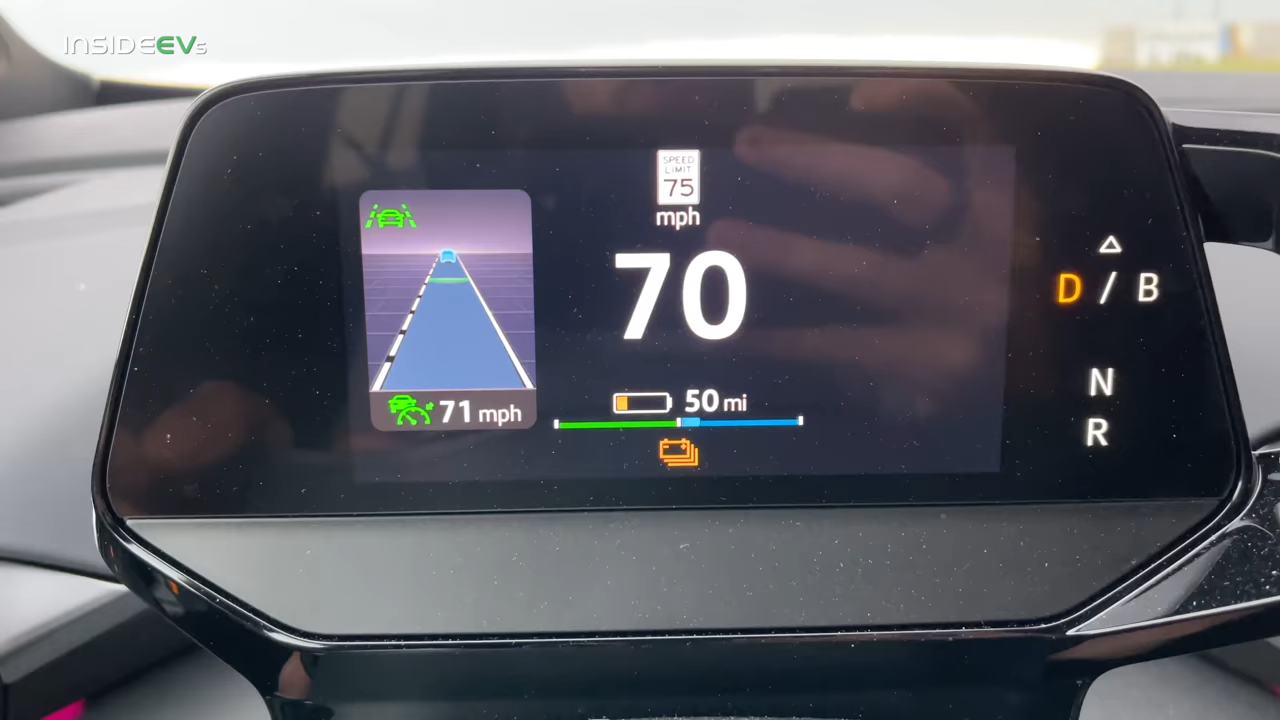 INSIDEEVs
SPEED
LIMIT
75
mph
70
71 mph
50 mi
D / B
N
R